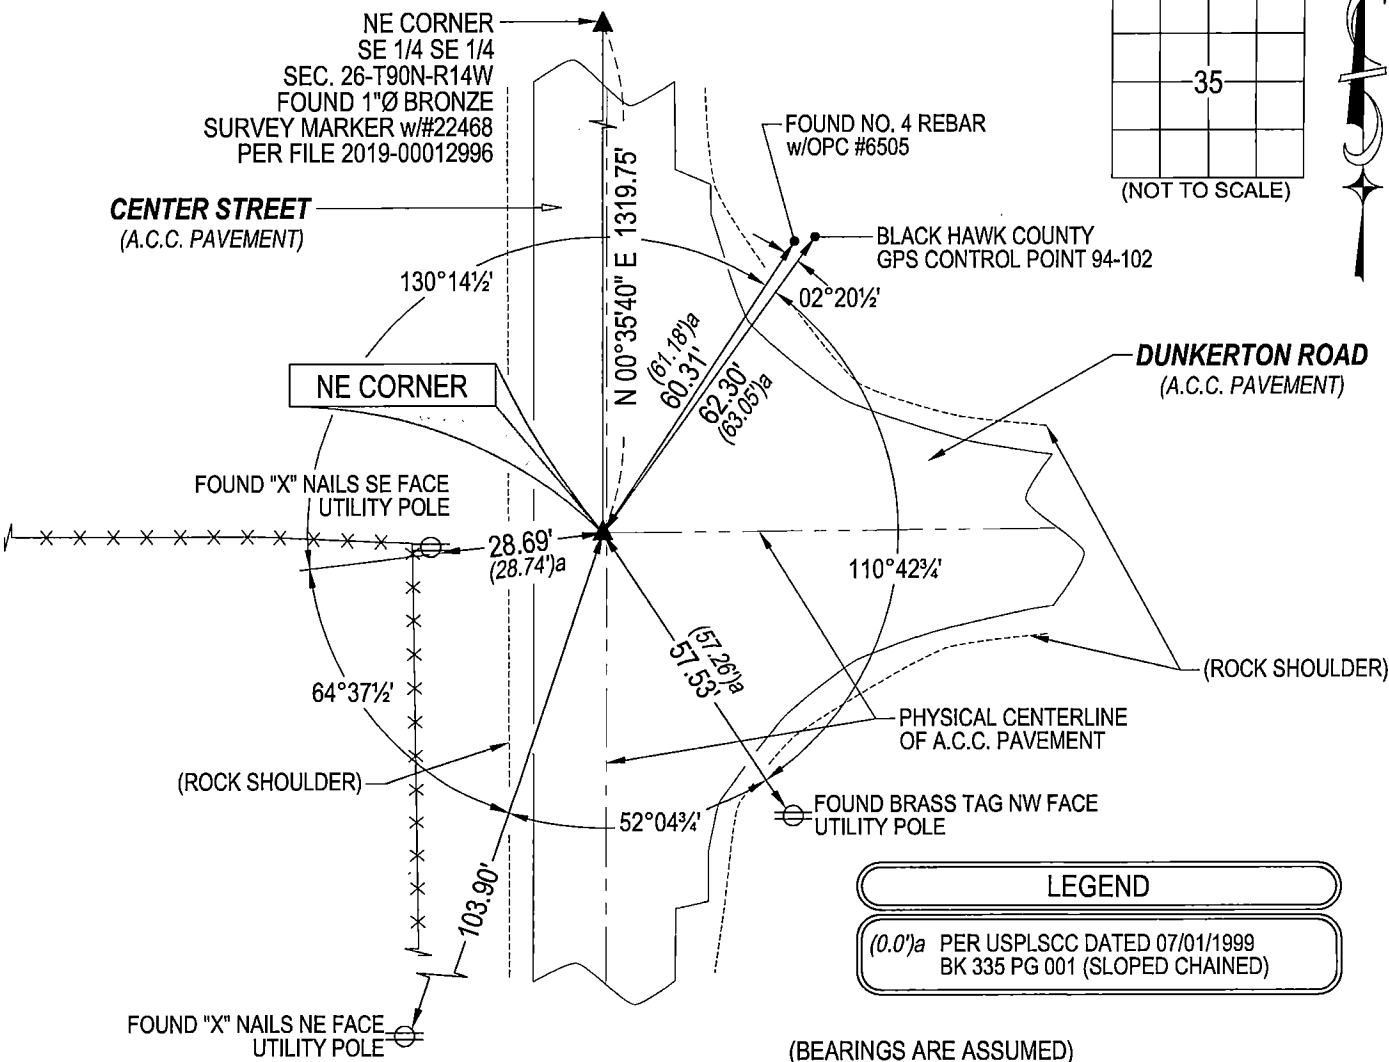 NE CORNER
SE 1/4 SE 1/4
SEC. 26-T90N-R14W
FOUND 1"Ø BRONZE
SURVEY MARKER w/#22468
PER FILE 2019-00012996
35
(NOT TO SCALE)
FOUND NO. 4 REBAR
w/OPC #6505
CENTER STREET
(A.C.C. PAVEMENT)
BLACK HAWK COUNTY
GPS CONTROL POINT 94-102
N 00°35'40" E 1319.75'
130°14½'
02°20½'
(61.18')a
60.31'
62.30'
(63.05')a
DUNKERTON ROAD
(A.C.C. PAVEMENT)
NE CORNER
FOUND "X" NAILS SE FACE
UTILITY POLE
28.69'
(28.74')a
110°42¾'
(57.26')a
57.53'
64°37½'
(ROCK SHOULDER)
PHYSICAL CENTERLINE
OF A.C.C. PAVEMENT
(ROCK SHOULDER)
52°04¾'
FOUND BRASS TAG NW FACE
UTILITY POLE
103.90'
LEGEND
(0.0')a PER USPLSCC DATED 07/01/1999
BK 335 PG 001 (SLOPED CHAINED)
FOUND "X" NAILS NE FACE
UTILITY POLE
(BEARINGS ARE ASSUMED)